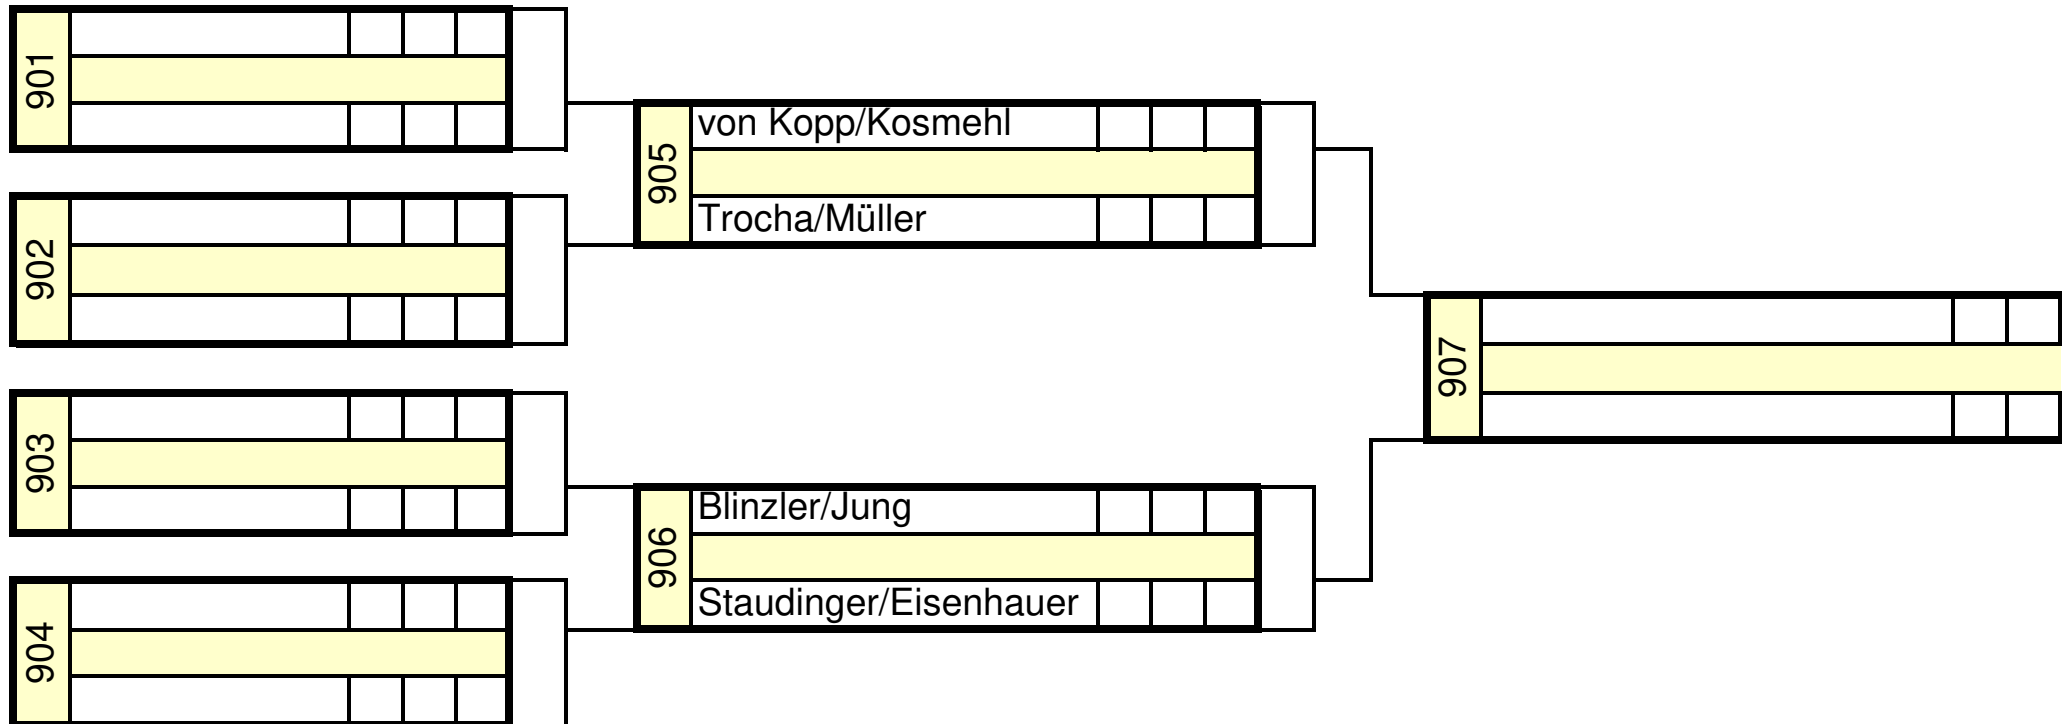 901
902
903
904
905
von Kopp/Kosmehl
Trocha/Müller
906
Blinzler/Jung
Staudinger/Eisenhauer
907